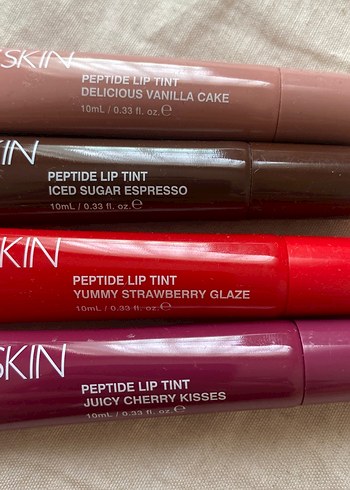 SKIN
PEPTIDE LIP TINT
DELICIOUS VANILLA CAKE
10mL / 0.33 fl. oz.℮
KIN
PEPTIDE LIP TINT
ICED SUGAR ESPRESSO
10mL / 0.33 fl. oz.℮
KIN
PEPTIDE LIP TINT
YUMMY STRAWBERRY GLAZE
10mL / 0.33 fl. oz.℮
SKIN
PEPTIDE LIP TINT
JUICY CHERRY KISSES
10mL / 0.33 fl. oz.℮